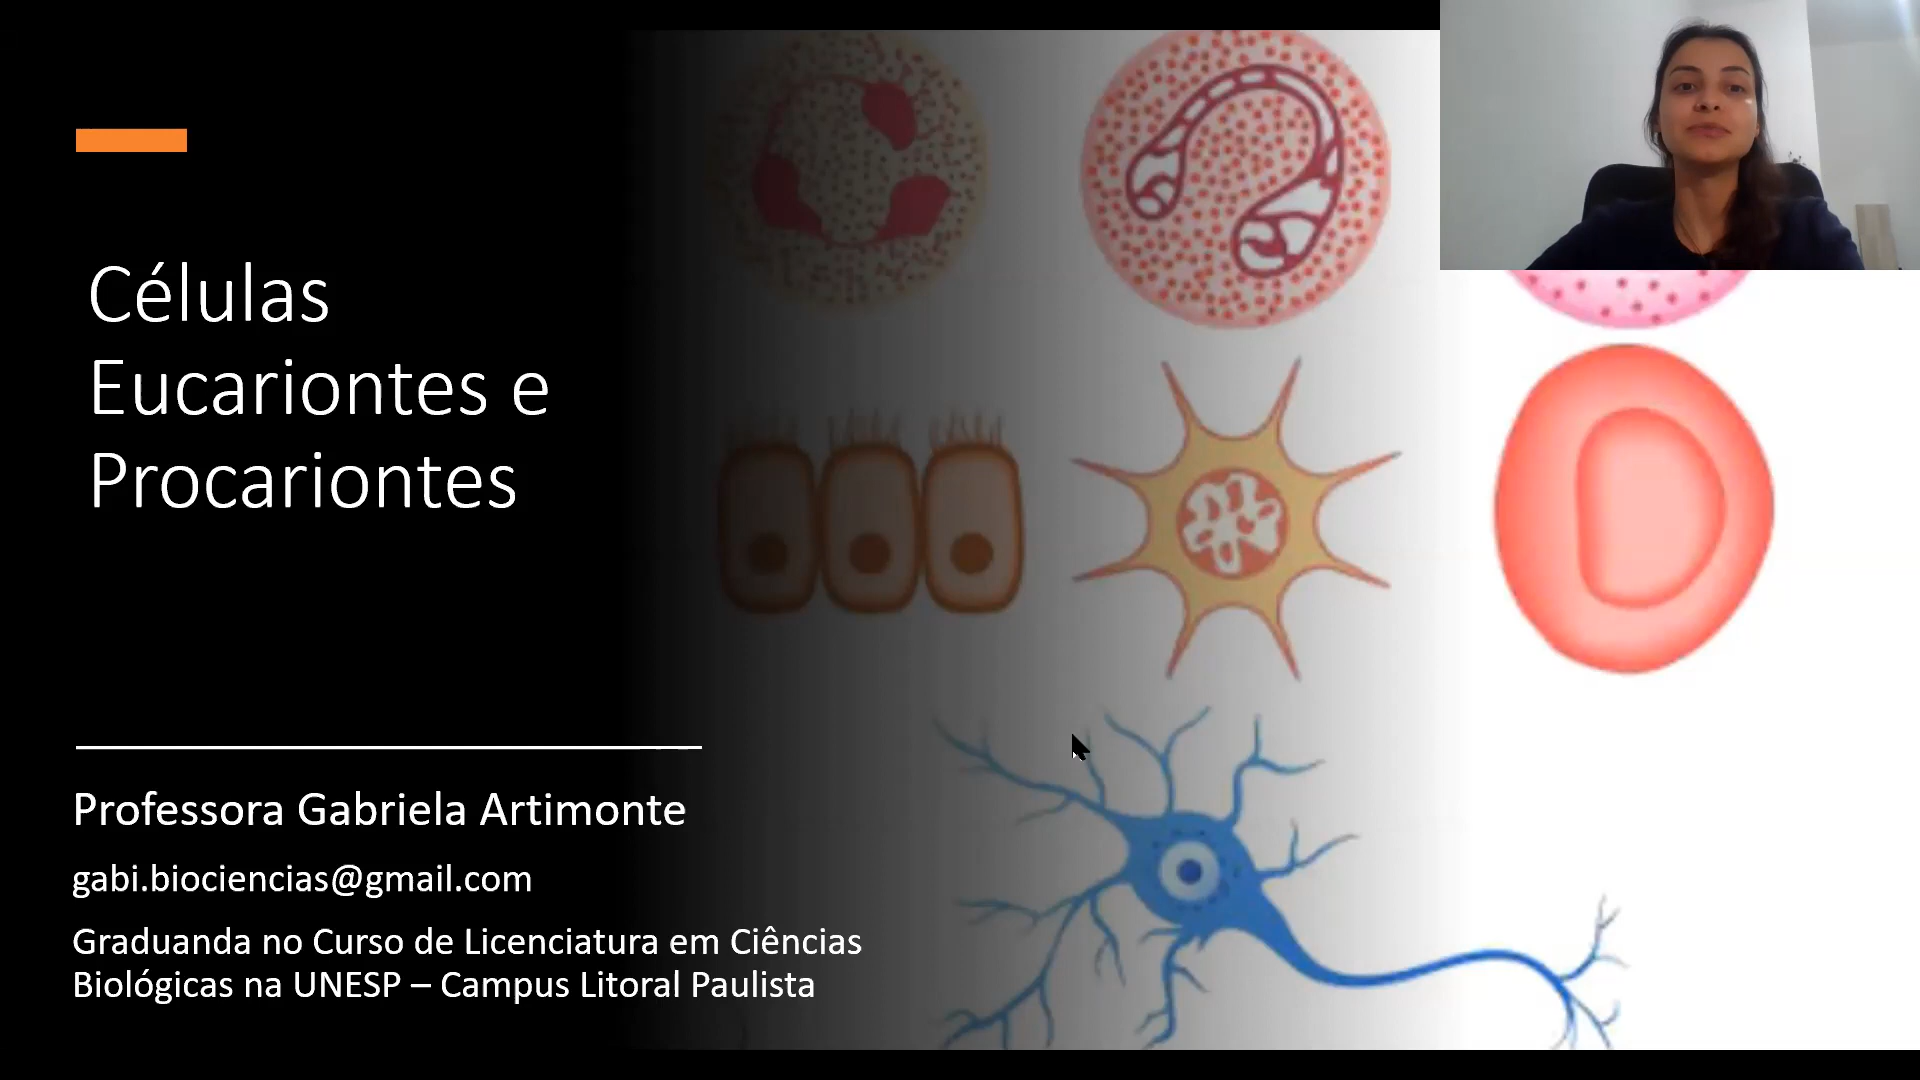 Células
Eucariontes e
Procariontes
Professora Gabriela Artimonte
gabi.biociencias@gmail.com
Graduanda no Curso de Licenciatura em Ciências
Biológicas na UNESP – Campus Litoral Paulista